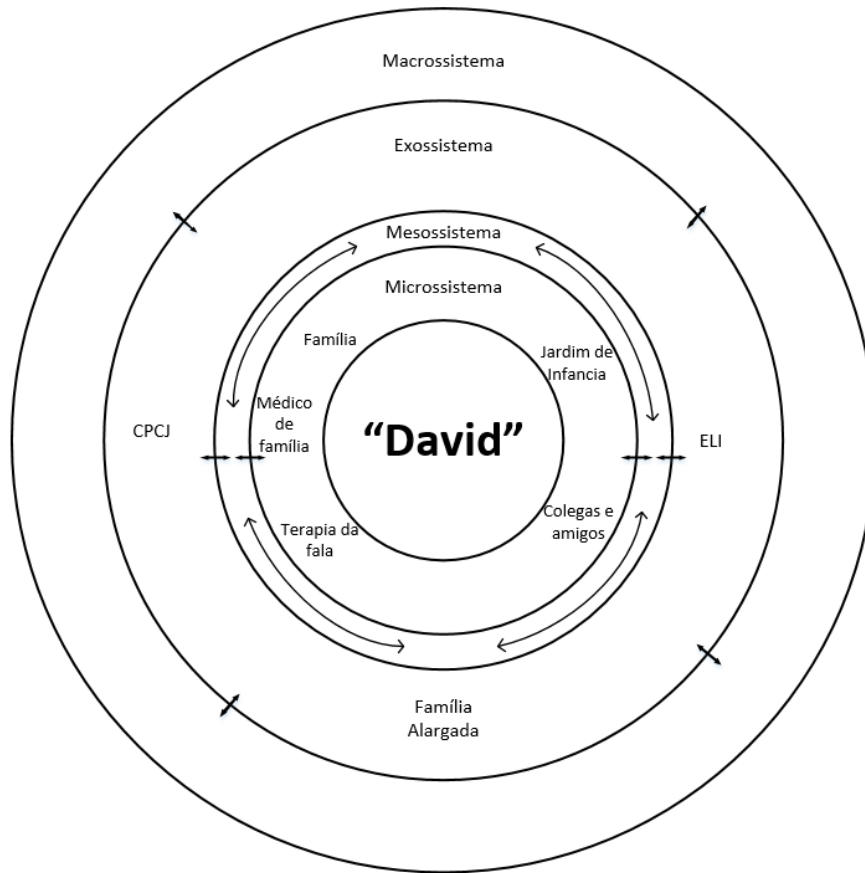 Macrossistema
Exossistema
Mesossistema
Microssistema
Família
Jardim de
Infancia
Médico
de
família
“David”
CPCJ
ELI
Terapia da
fala
Colegas e
amigos
Família
Alargada